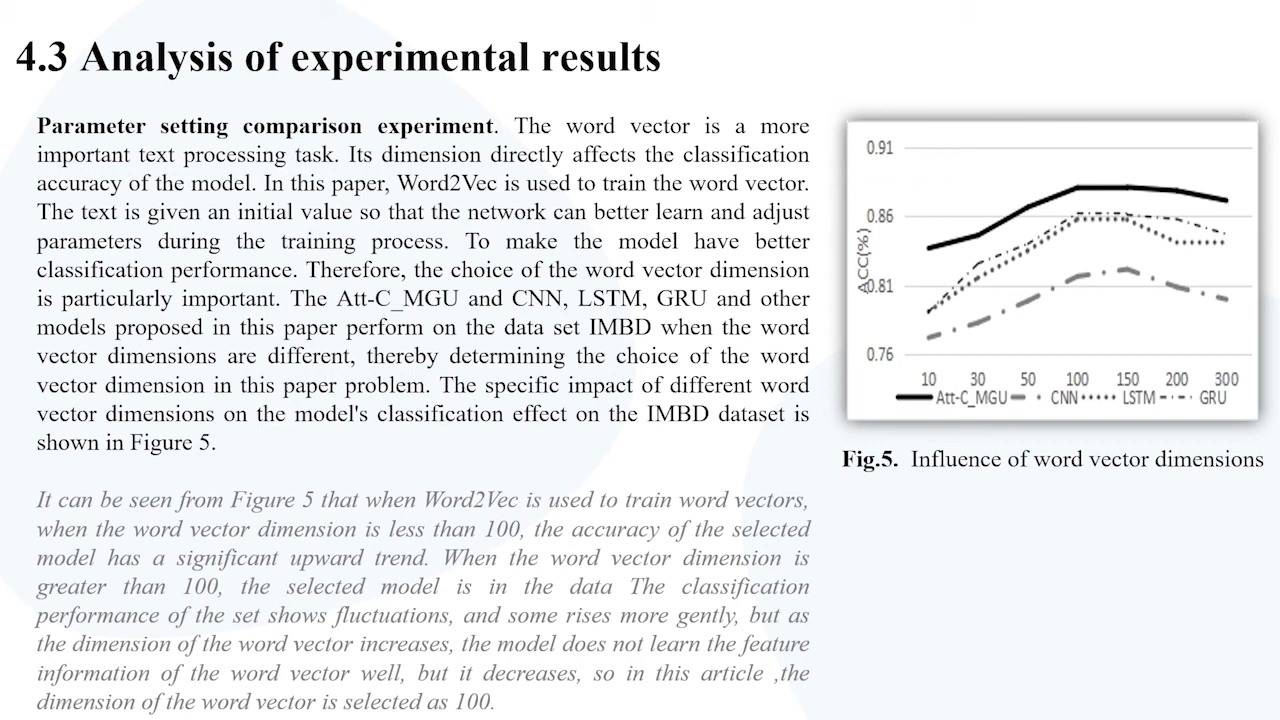 4.3 Analysis of experimental results
Parameter setting comparison experiment. The word vector is a more
important text processing task. Its dimension directly affects the classification
accuracy of the model. In this paper, Word2Vec is used to train the word vector.
The text is given an initial value so that the network can better learn and adjust
parameters during the training process. To make the model have better
classification performance. Therefore, the choice of the word vector dimension
is particularly important. The Att-C_MGU and CNN, LSTM, GRU and other
models proposed in this paper perform on the data set IMBD when the word
vector dimensions are different, thereby determining the choice of the word
vector dimension in this paper problem. The specific impact of different word
vector dimensions on the model's classification effect on the IMBD dataset is
shown in Figure 5.
It can be seen from Figure 5 that when Word2Vec is used to train word vectors,
when the word vector dimension is less than 100, the accuracy of the selected
model has a significant upward trend. When the word vector dimension is
greater than 100, the selected model is in the data The classification
performance of the set shows fluctuations, and some rises more gently, but as
the dimension of the word vector increases, the model does not learn the feature
information of the word vector well, but it decreases, so in this article ,the
dimension of the word vector is selected as 100.
0.91
0.86
0.81
0.76
ACC(%)
10 30 50 100 150 200 300
Att-C_MGU CNN LSTM GRU
Fig.5. Influence of word vector dimensions